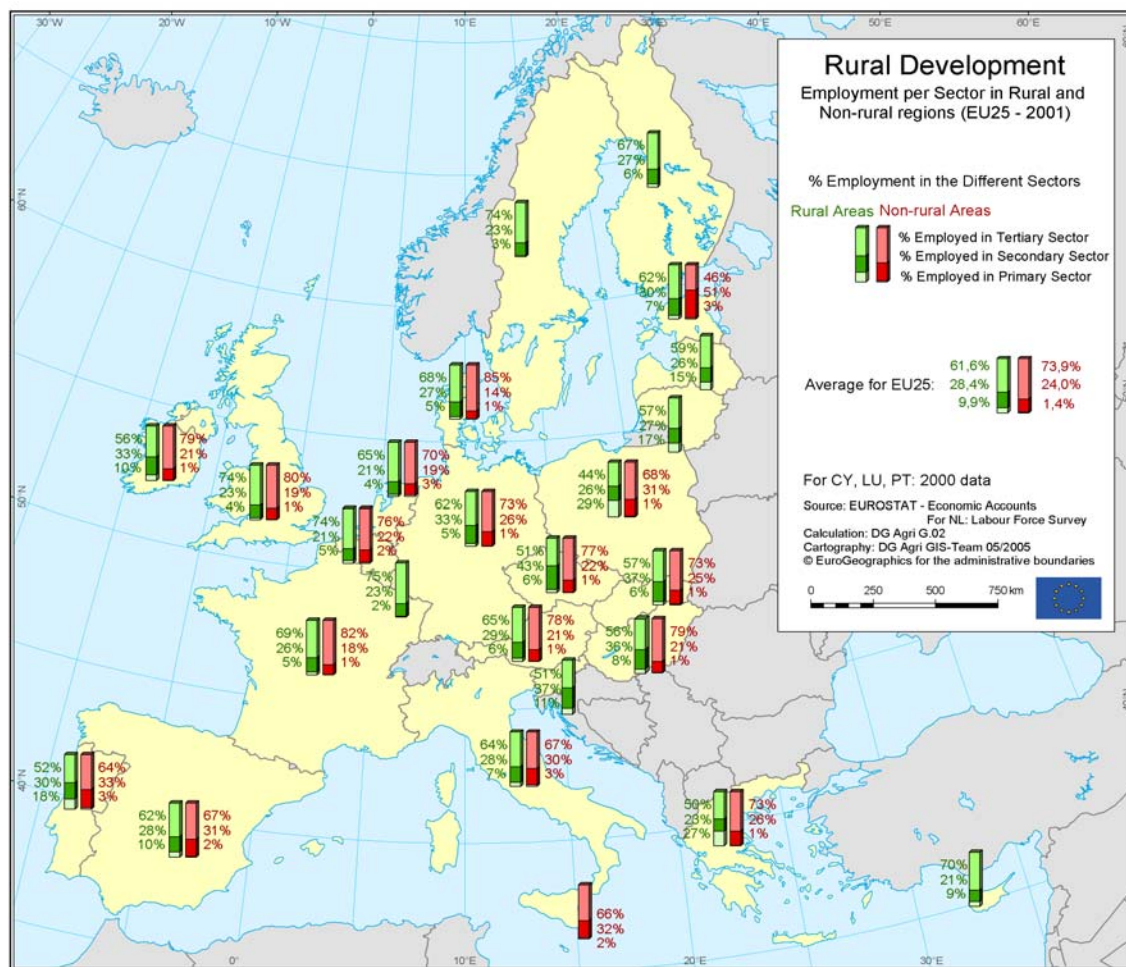 30°W
20°W
10°W
0°E
10°E
20°E
30°E
40°E
50°E
60°E
60°N
50°N
40°N
10°E
20°E
30°E
Rural Development
Employment per Sector in Rural and
Non-rural regions (EU25 - 2001)
% Employment in the Different Sectors
Rural Areas Non-rural Areas
% Employed in Tertiary Sector
% Employed in Secondary Sector
% Employed in Primary Sector
Average for EU25:
61,6% 73,9%
28,4% 24,0%
9,9% 1,4%
For CY, LU, PT: 2000 data
Source: EUROSTAT - Economic Accounts
For NL: Labour Force Survey
Calculation: DG Agri G.02
Cartography: DG Agri GIS-Team 05/2005
© EuroGeographics for the administrative boundaries
0 250 500 750 km
67%
27%
6%
74%
23%
3%
62% 46%
30% 51%
7% 3%
59%
26%
15%
68% 85%
27% 14%
5% 1%
57%
27%
17%
56% 79%
33% 21%
10% 1%
65% 70%
21% 19%
4% 3%
74% 80%
23% 19%
4% 1%
44% 68%
26% 31%
29% 1%
62% 73%
33% 26%
5% 1%
74% 76%
21% 22%
5% 2%
51% 77%
43% 22%
6% 1%
57% 73%
37% 25%
6% 1%
75%
23%
2%
65% 78%
29% 21%
6% 1%
69% 82%
26% 18%
5% 1%
56% 79%
36% 21%
8% 1%
51%
37%
11%
64% 67%
28% 30%
7% 3%
52% 64%
30% 33%
18% 3%
62% 67%
28% 31%
10% 2%
50% 73%
23% 26%
27% 1%
70%
21%
9%
66%
32%
2%